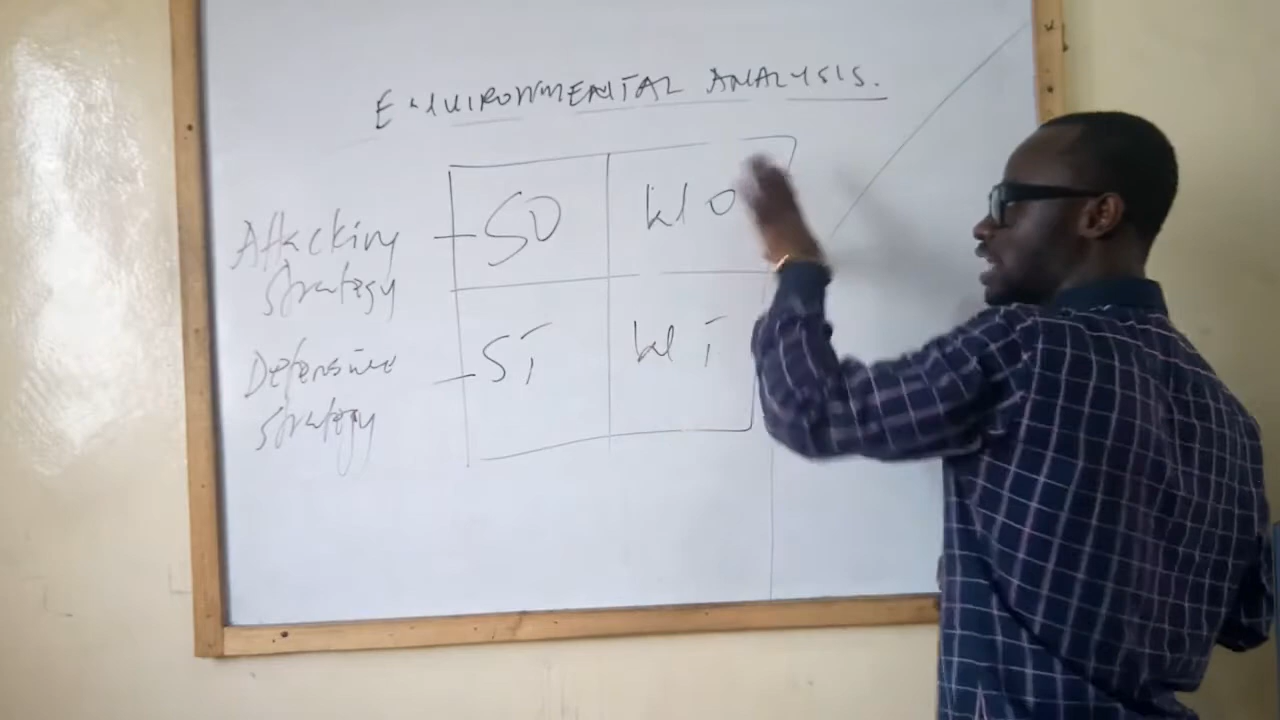 ENVIRONMENTAL ANALYSIS.
Attacking
strategy
SO
WO
Defensive
strategy
ST
WT